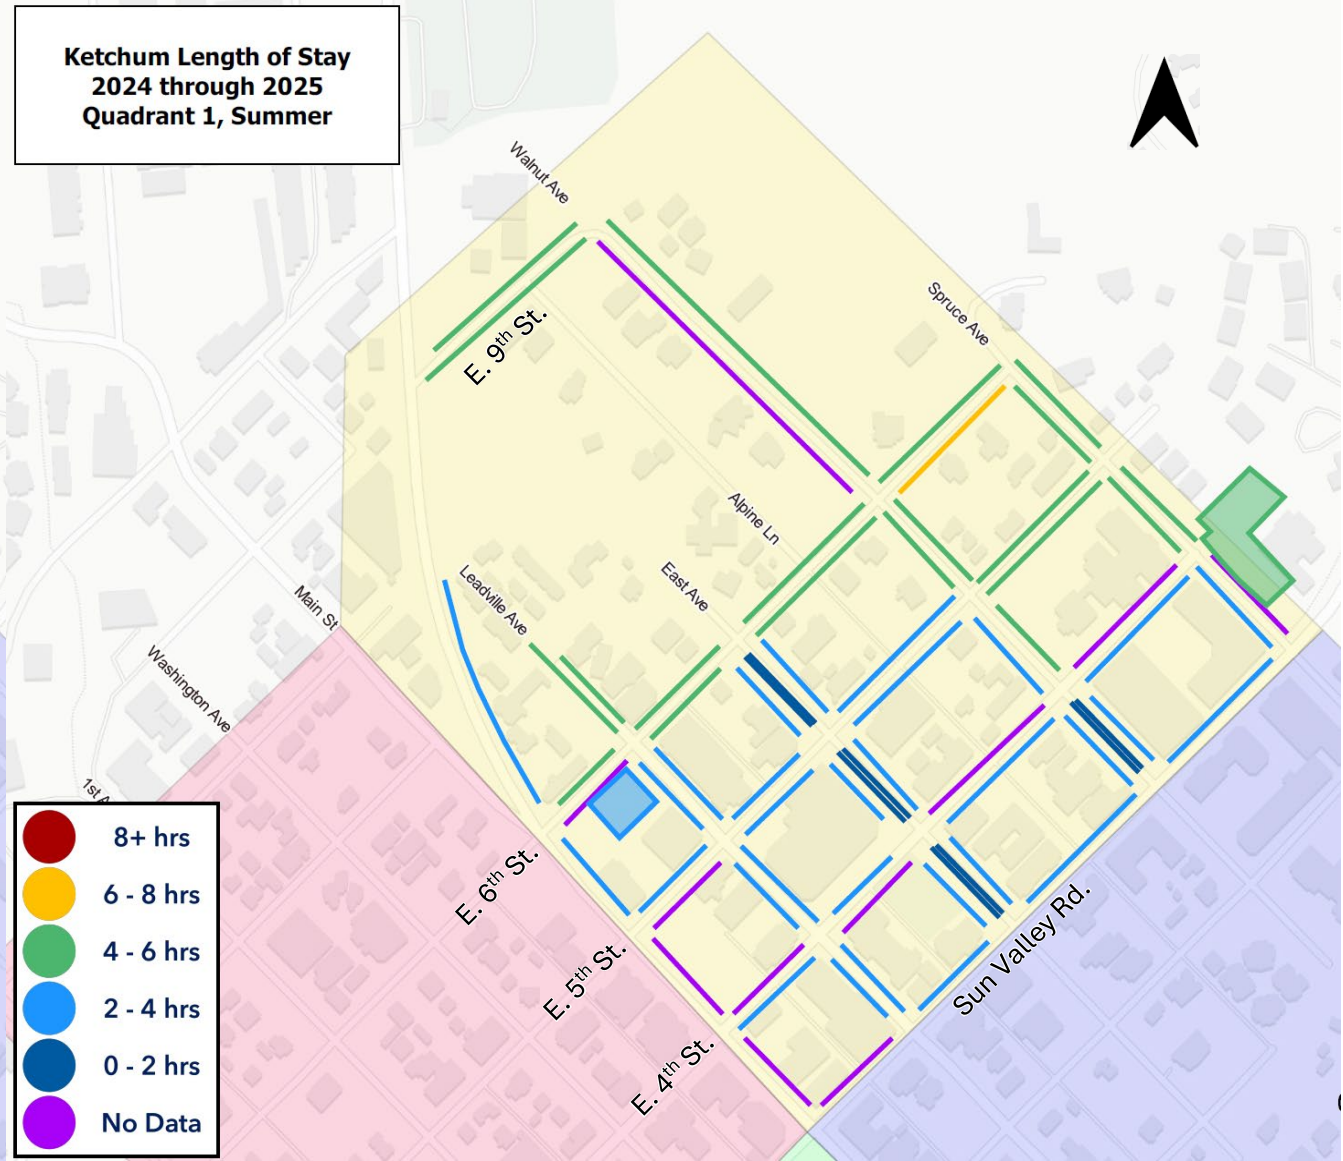 Ketchum Length of Stay
2024 through 2025
Quadrant 1, Summer
Walnut Ave
Spruce Ave
E. 9th St.
Alpine Ln
East Ave
Leadville Ave
Main St
Washington Ave
1st A
E. 6th St.
E. 5th St.
E. 4th St.
Sun Valley Rd.
8+ hrs
6 - 8 hrs
4 - 6 hrs
2 - 4 hrs
0 - 2 hrs
No Data